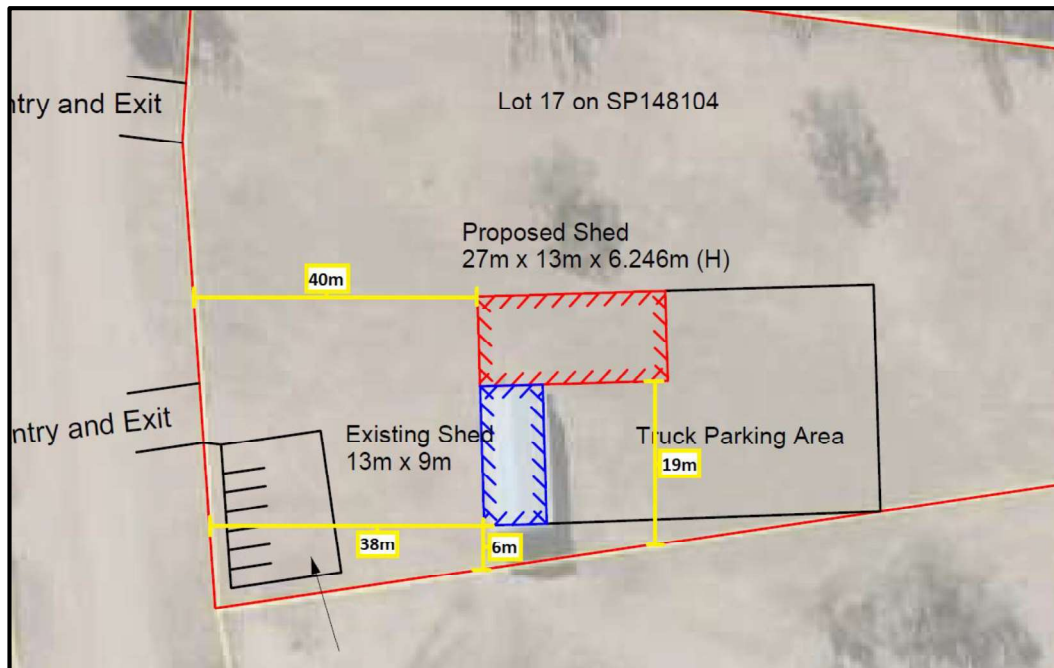 ntry and Exit
Lot 17 on SP148104
Proposed Shed
27m x 13m x 6.246m (H)
40m
ntry and Exit
Existing Shed
13m x 9m
Truck Parking Area
19m
38m
6m